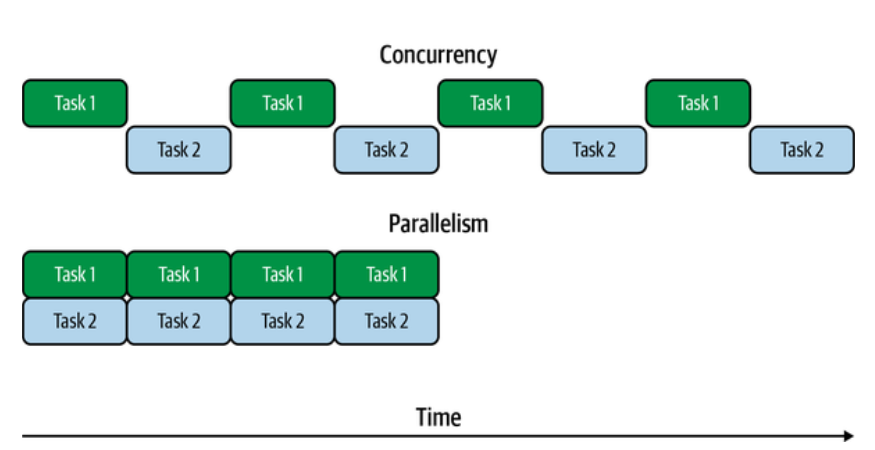 Concurrency
Task 1 Task 1 Task 1 Task 1
Task 2 Task 2 Task 2 Task 2
Parallelism
Task 1 Task 1 Task 1 Task 1
Task 2 Task 2 Task 2 Task 2
Time